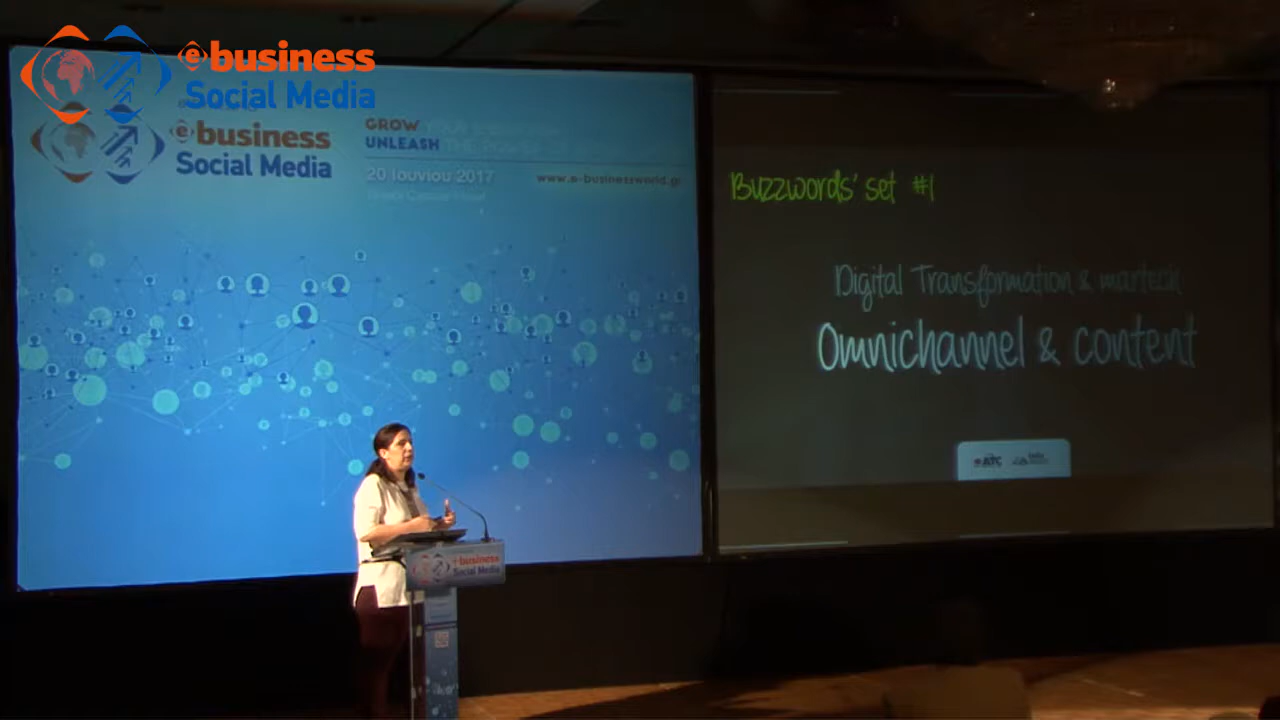 e-business
Social Media
e-business
Social Media
GROW
UNLEASH
20 Ιουνίου 2017
www.e-businessworld.gr
Buzzwords' set #1
Digital Transformation & martech
Omnichannel & content
ATC
e-business
Social Media